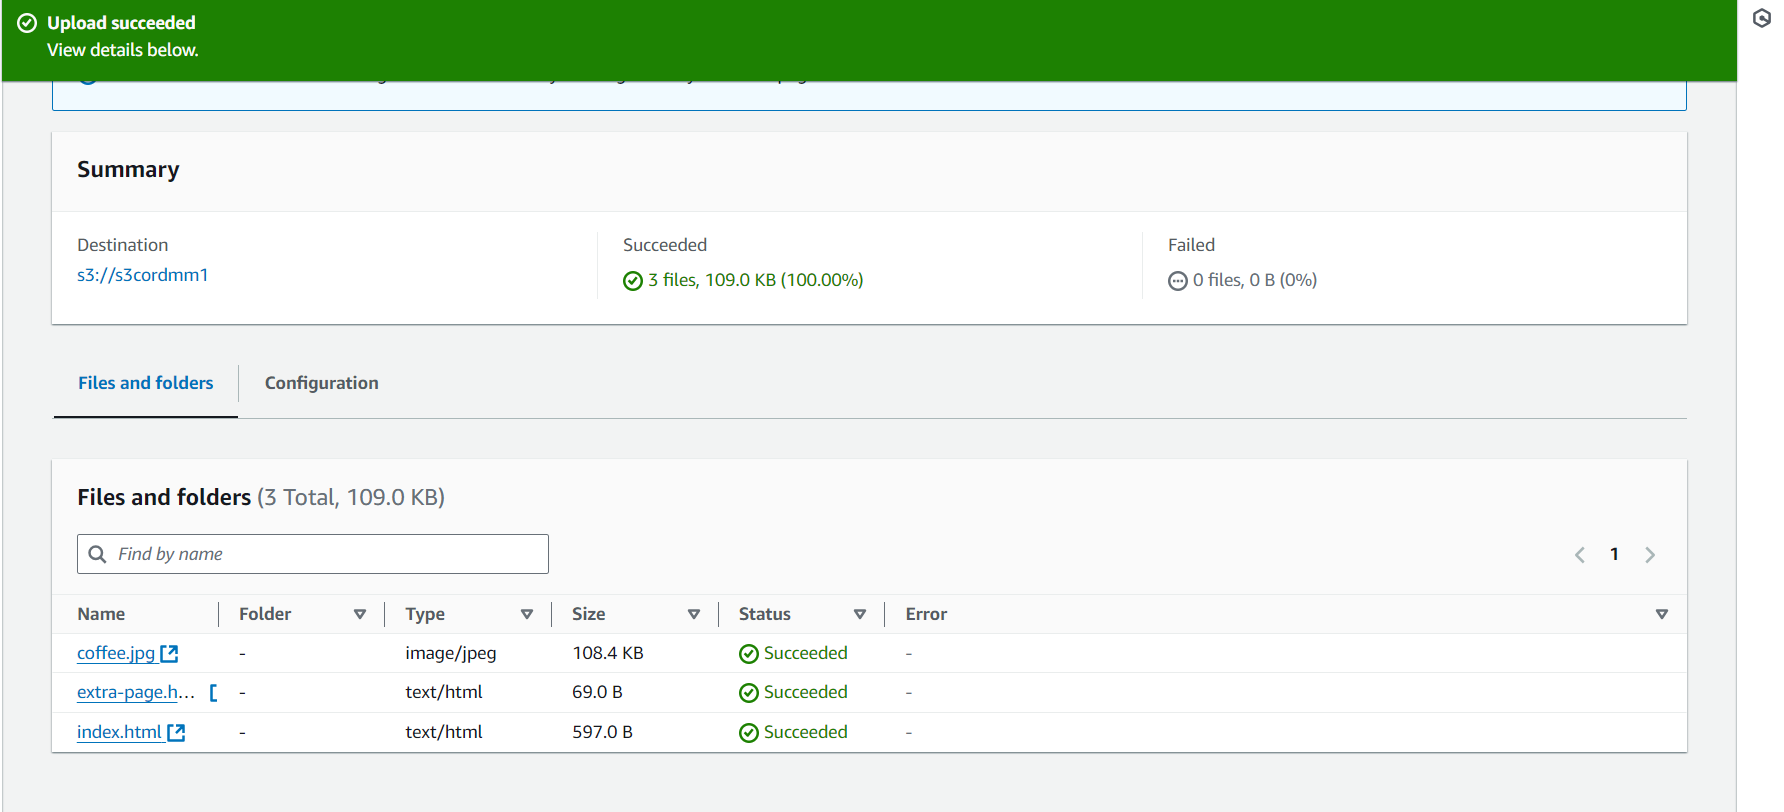 Upload succeeded
View details below.
Summary
Destination
Succeeded
Failed
s3://s3cordmm1
3 files, 109.0 KB (100.00%)
0 files, 0 B (0%)
Files and folders
Configuration
Files and folders (3 Total, 109.0 KB)
Find by name
1
Name Folder Type Size Status Error
coffee.jpg - image/jpeg 108.4 KB Succeeded -
extra-page.h... - text/html 69.0 B Succeeded -
index.html - text/html 597.0 B Succeeded -